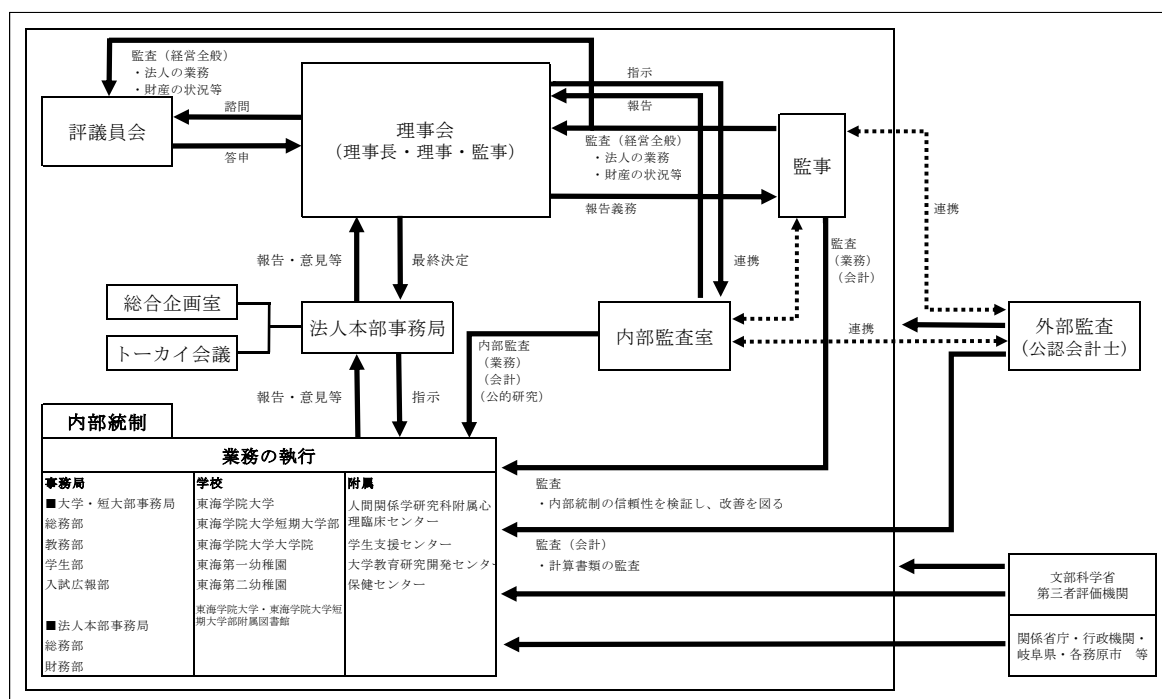 監査（経営全般）
・法人の業務
・財産の状況等
評議員会
諮問
答申
理事会
（理事長・理事・監事）
指示
報告
監査（経営全般）
・法人の業務
・財産の状況等
報告義務
監事
連携
報告・意見等
最終決定
連携
監査
（業務）
（会計）
総合企画室
トーカイ会議
法人本部事務局
内部監査室
連携
外部監査
（公認会計士）
内部監査
（業務）
（会計）
（公的研究）
報告・意見等
指示
内部統制
業務の執行
事務局
■大学・短大部事務局
総務部
教務部
学生部
入試広報部
■法人本部事務局
総務部
財務部
学校
東海学院大学
東海学院大学短期大学部
東海学院大学大学院
東海第一幼稚園
東海第二幼稚園
東海学院大学・東海学院大学短
期大学部附属図書館
附属
人間関係学研究科附属心
理臨床センター
学生支援センター
大学教育研究開発センター
保健センター
監査
・内部統制の信頼性を検証し、改善を図る
監査（会計）
・計算書類の監査
文部科学省
第三者評価機関
関係省庁・行政機関・
岐阜県・各務原市　等